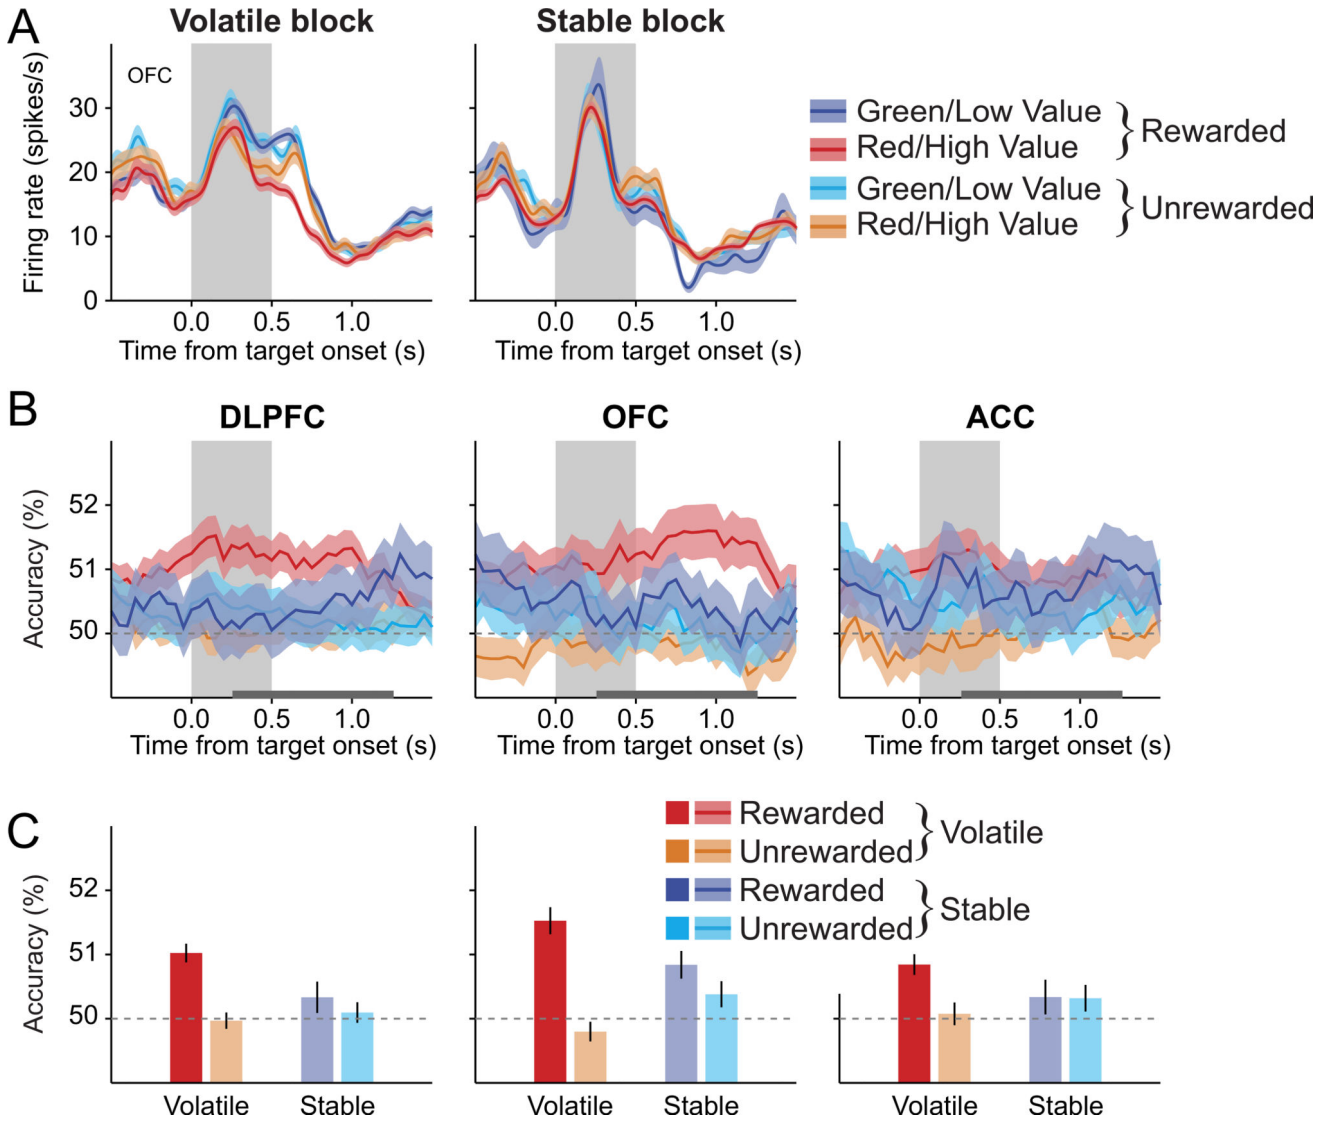 A
Volatile block
Stable block
Firing rate (spikes/s)
OFC
30
20
10
0
0.0 0.5 1.0
0.0 0.5 1.0
Time from target onset (s)
Time from target onset (s)
Green/Low Value
Red/High Value
Rewarded
Green/Low Value
Red/High Value
Unrewarded
B
DLPFC
OFC
ACC
Accuracy (%)
52
51
50
0.0 0.5 1.0
0.0 0.5 1.0
0.0 0.5 1.0
Time from target onset (s)
Time from target onset (s)
Time from target onset (s)
C
Rewarded
Unrewarded
Volatile
Rewarded
Unrewarded
Stable
Accuracy (%)
52
51
50
Volatile Stable
Volatile Stable
Volatile Stable